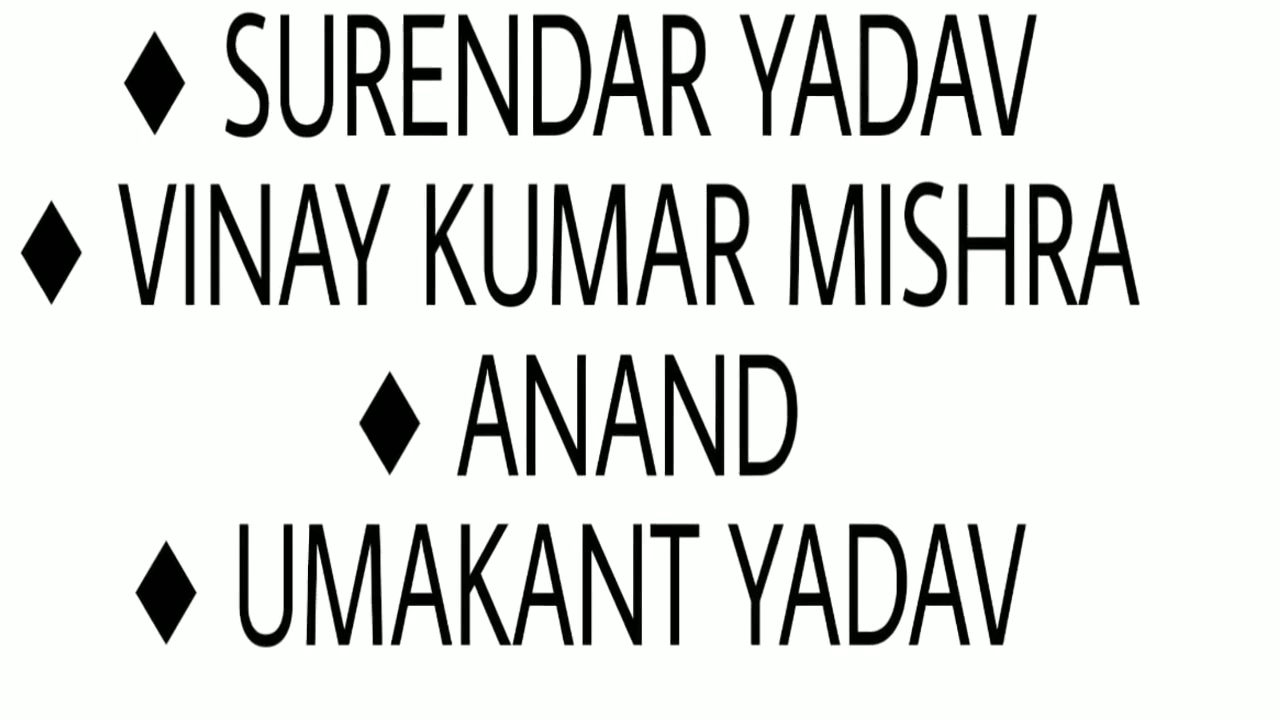 ♦ SURENDAR YADAV
♦ VINAY KUMAR MISHRA
♦ ANAND
♦ UMAKANT YADAV